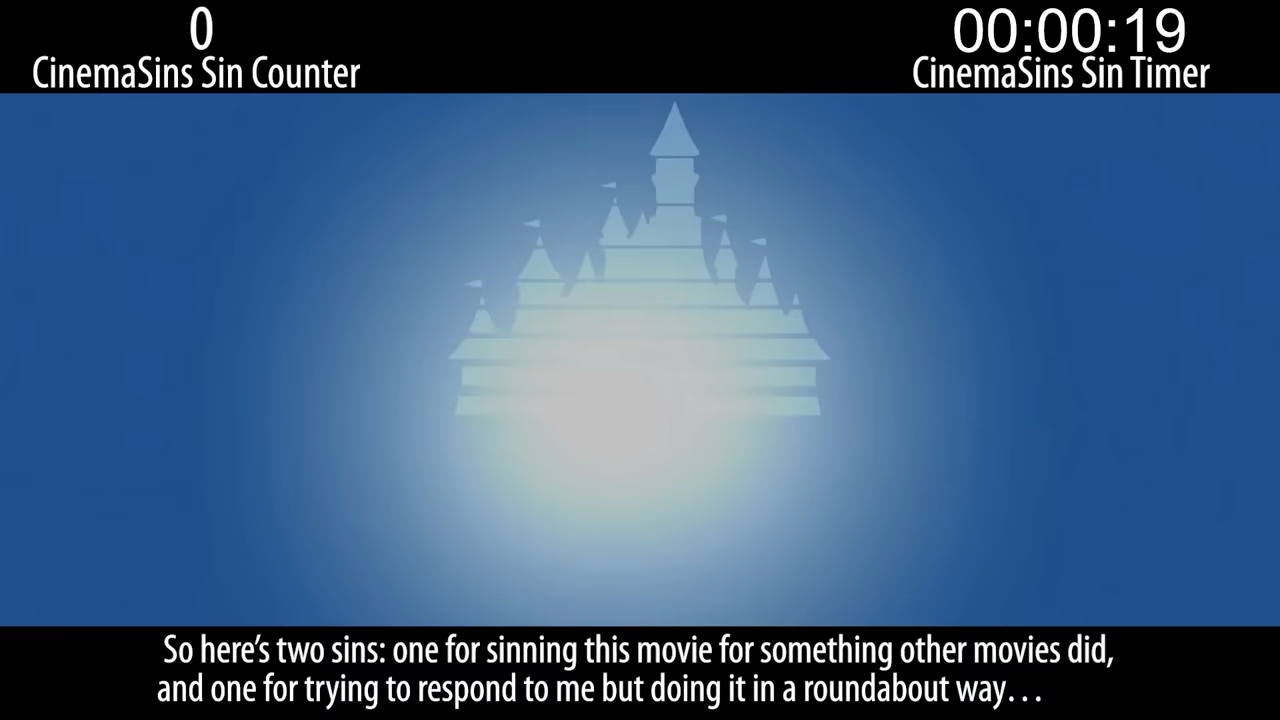 0
CinemaSins Sin Counter
00:00:19
CinemaSins Sin Timer
So here's two sins: one for sinning this movie for something other movies did,
and one for trying to respond to me but doing it in a roundabout way...